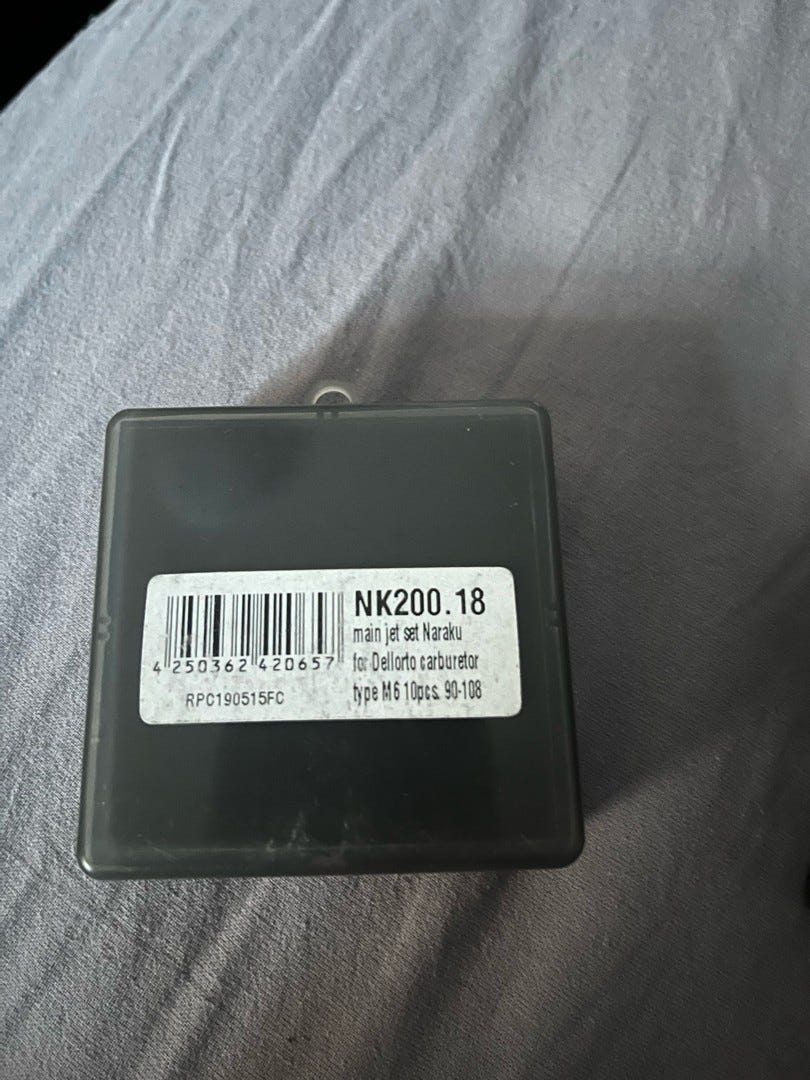 NK200.18
main jet set Naraku
for Dellorto carburetor
type M6 10pcs. 90-108
4 250362 420657
RPC190515FC